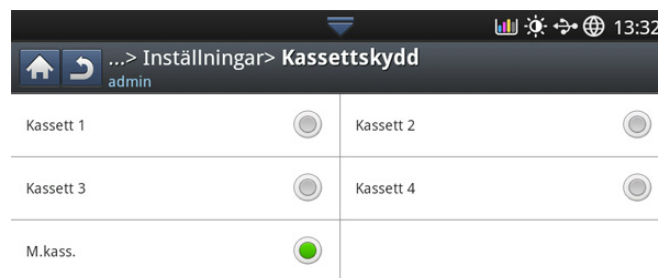 13:32
...> Inställningar> Kassettskydd
admin
Kassett 1
Kassett 2
Kassett 3
Kassett 4
M.kass.